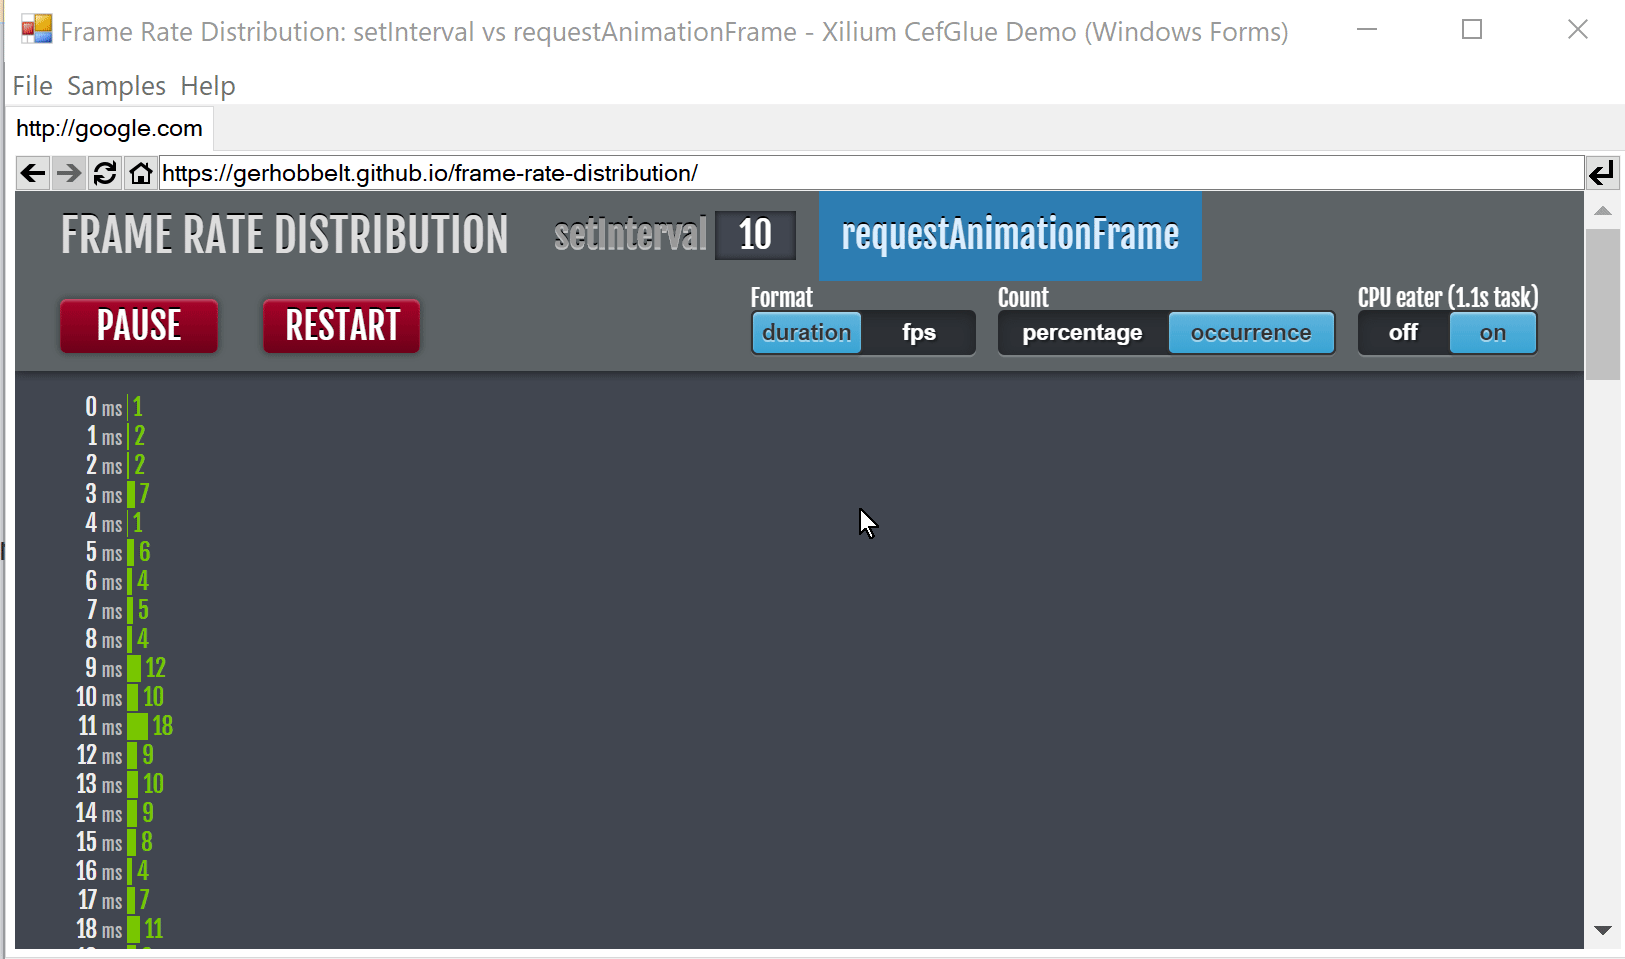 Frame Rate Distribution: setInterval vs requestAnimationFrame - Xilium CefGlue Demo (Windows Forms)
File Samples Help
http://google.com
https://gerhobbelt.github.io/frame-rate-distribution/
FRAME RATE DISTRIBUTION setInterval 10 requestAnimationFrame
Format Count CPU eater (1.1s task)
PAUSE RESTART duration fps percentage occurrence off on
0 ms 1
1 ms 2
2 ms 2
3 ms 7
4 ms 1
5 ms 6
6 ms 4
7 ms 5
8 ms 4
9 ms 12
10 ms 10
11 ms 18
12 ms 9
13 ms 10
14 ms 9
15 ms 8
16 ms 4
17 ms 7
18 ms 11